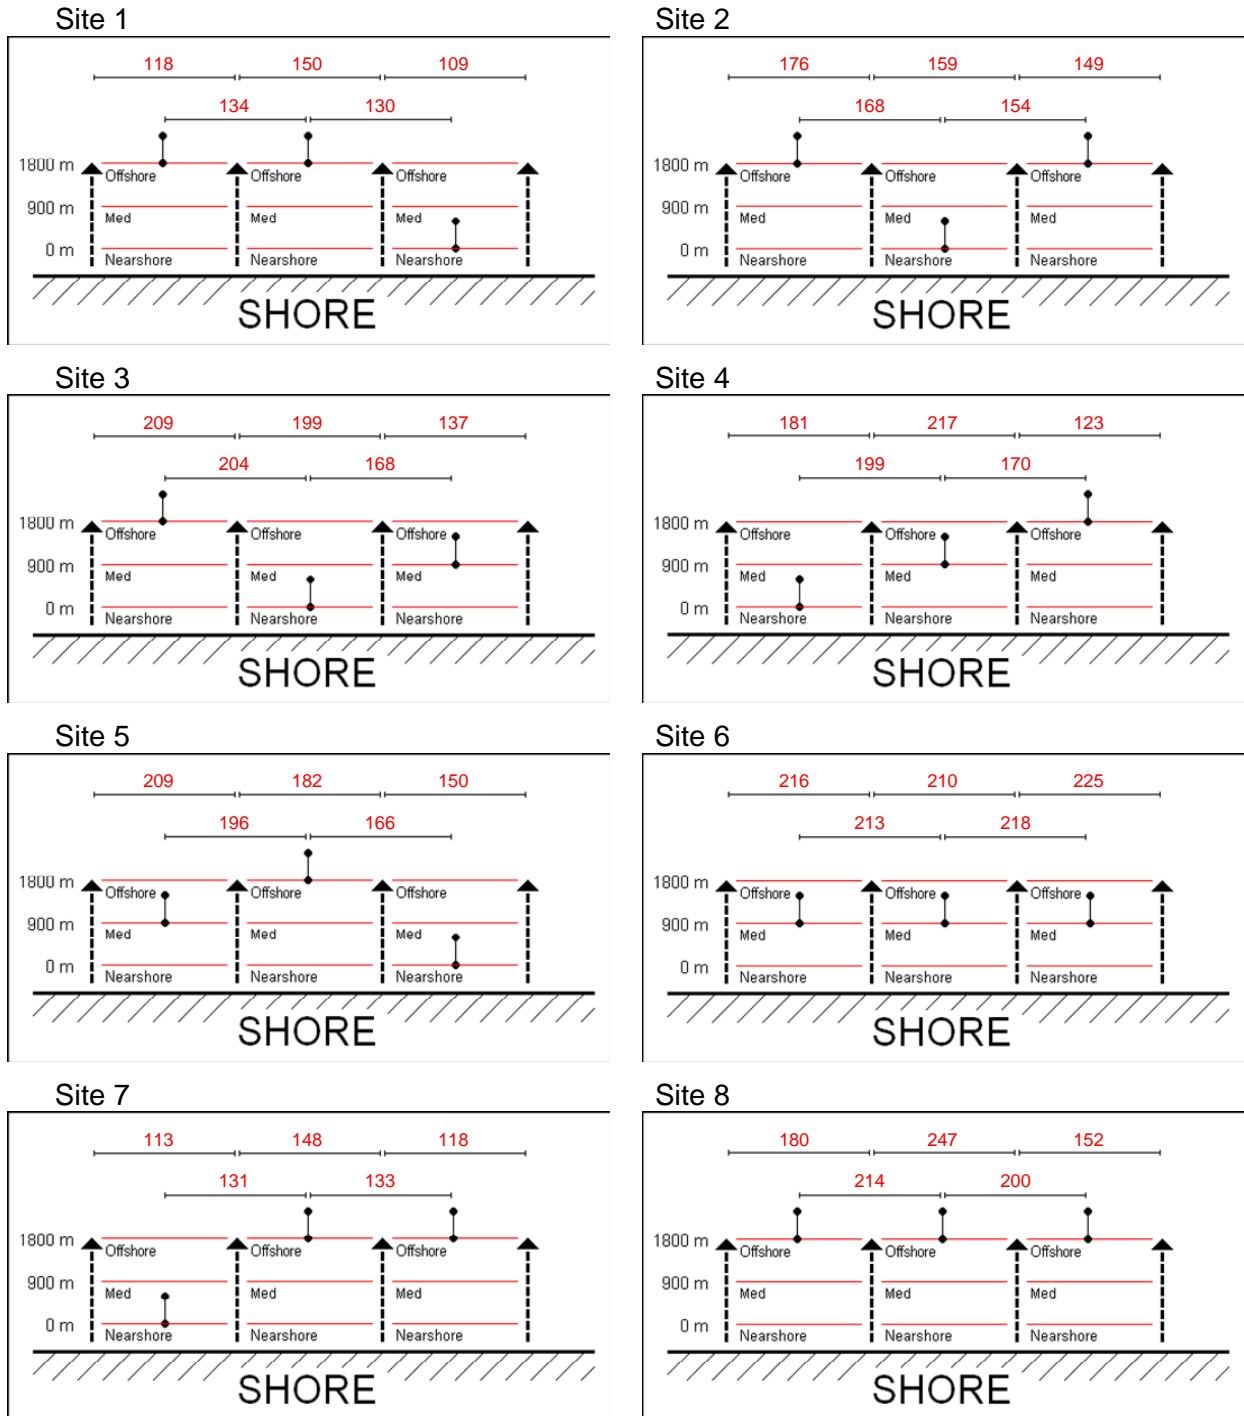 Site 1
118 150 109
134 130
1800 m Offshore Offshore Offshore
900 m Med Med Med
0 m Nearshore Nearshore Nearshore
SHORE
Site 2
176 159 149
168 154
1800 m Offshore Offshore Offshore
900 m Med Med Med
0 m Nearshore Nearshore Nearshore
SHORE
Site 3
209 199 137
204 168
1800 m Offshore Offshore Offshore
900 m Med Med Med
0 m Nearshore Nearshore Nearshore
SHORE
Site 4
181 217 123
199 170
1800 m Offshore Offshore Offshore
900 m Med Med Med
0 m Nearshore Nearshore Nearshore
SHORE
Site 5
209 182 150
196 166
1800 m Offshore Offshore Offshore
900 m Med Med Med
0 m Nearshore Nearshore Nearshore
SHORE
Site 6
216 210 225
213 218
1800 m Offshore Offshore Offshore
900 m Med Med Med
0 m Nearshore Nearshore Nearshore
SHORE
Site 7
113 148 118
131 133
1800 m Offshore Offshore Offshore
900 m Med Med Med
0 m Nearshore Nearshore Nearshore
SHORE
Site 8
180 247 152
214 200
1800 m Offshore Offshore Offshore
900 m Med Med Med
0 m Nearshore Nearshore Nearshore
SHORE